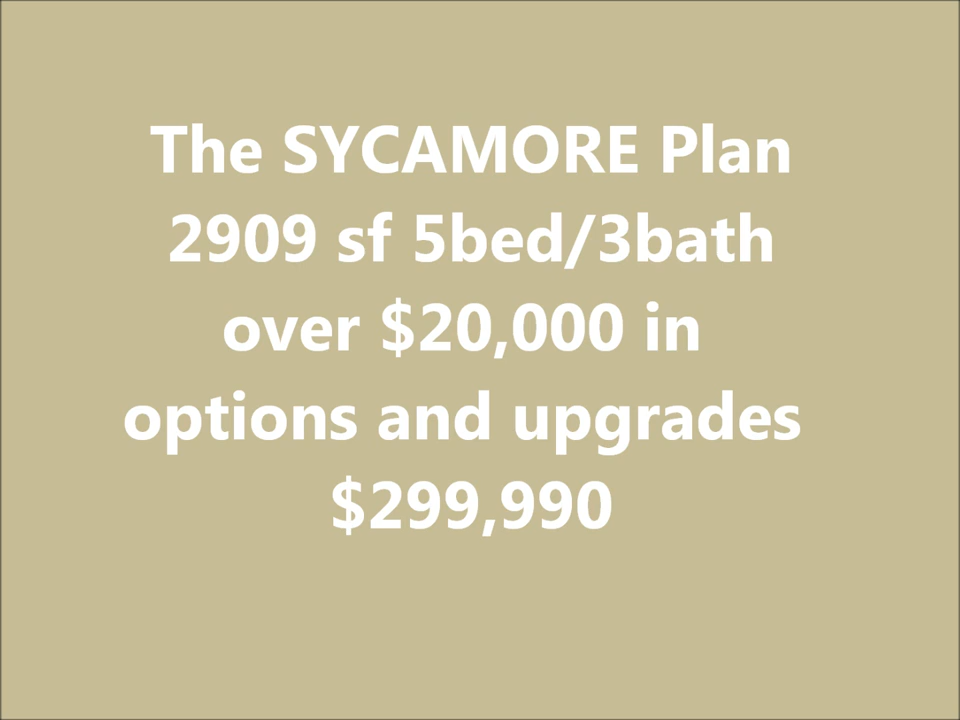 The SYCAMORE Plan
2909 sf 5bed/3bath
over $20,000 in
options and upgrades
$299,990